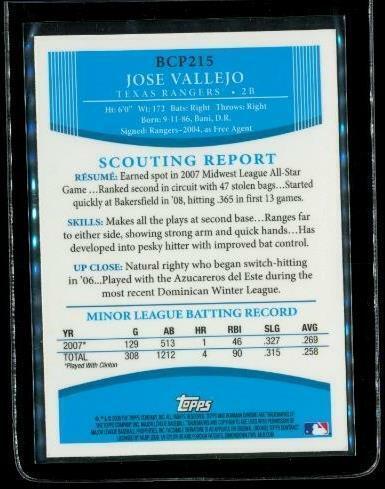 BCP215
JOSE VALLEJO
TEXAS RANGERS • 2B
Ht: 6'0" Wt: 172 Bats: Right Throws: Right
Born: 9-11-86, Bani, D.R.
Signed: Rangers–2004, as Free Agent
SCOUTING REPORT
RÉSUMÉ: Earned spot in 2007 Midwest League All-Star
Game ...Ranked second in circuit with 47 stolen bags...Started
quickly at Bakersfield in '08, hitting .365 in first 13 games.
SKILLS: Makes all the plays at second base...Ranges far
to either side, showing strong arm and quick hands...Has
developed into pesky hitter with improved bat control.
UP CLOSE: Natural righty who began switch-hitting
in '06...Played with the Azucareros del Este during the
most recent Dominican Winter League.
MINOR LEAGUE BATTING RECORD
YR G AB HR RBI SLG AVG
2007* 129 513 1 46 .327 .269
TOTAL 308 1212 4 90 .315 .258
*Played With Clinton
Topps